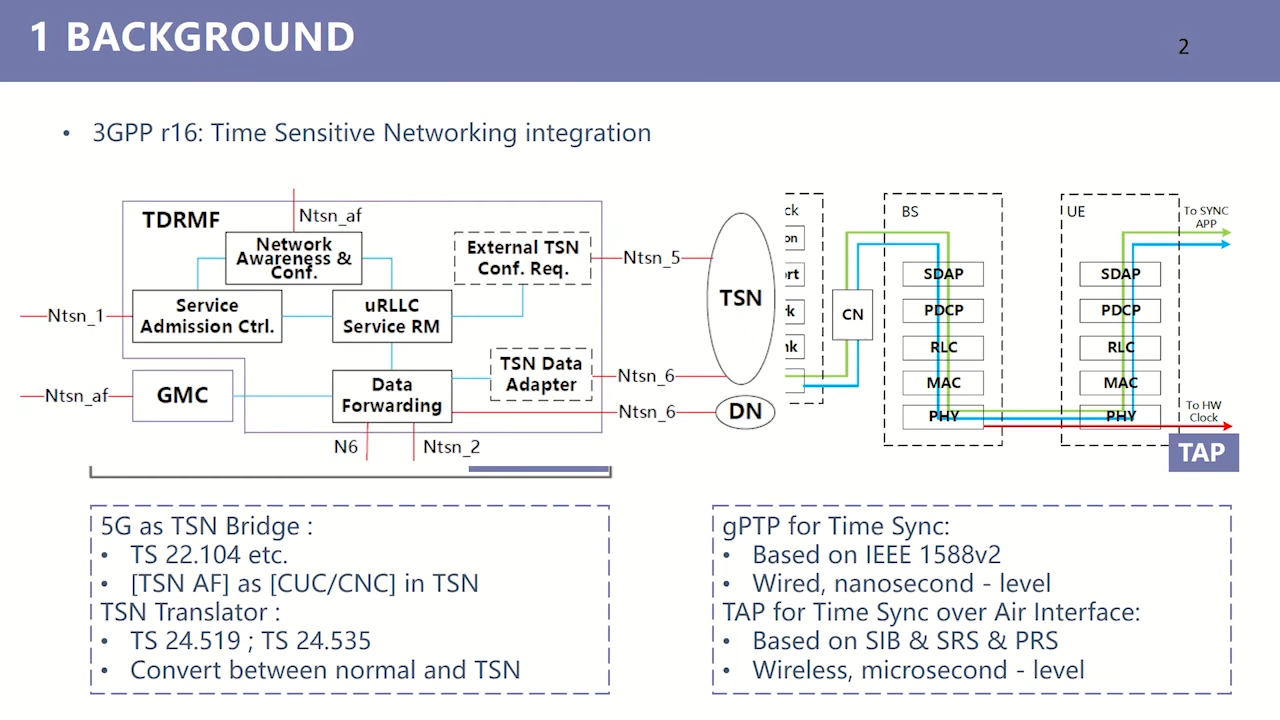 1 BACKGROUND
2
• 3GPP r16: Time Sensitive Networking integration
TDRMF
Ntsn_af
Network
Awareness &
Conf.
External TSN
Conf. Req.
Ntsn_5
Ntsn_1
Service
Admission Ctrl.
uRLLC
Service RM
TSN
TSN Data
Adapter
Ntsn_6
Ntsn_af
GMC
Data
Forwarding
Ntsn_6
DN
N6
Ntsn_2
ck
on
rt
rk
nk
CN
BS
SDAP
PDCP
RLC
MAC
PHY
UE
SDAP
PDCP
RLC
MAC
PHY
To SYNC
APP
To HW
Clock
TAP
5G as TSN Bridge :
• TS 22.104 etc.
• [TSN AF] as [CUC/CNC] in TSN
TSN Translator :
• TS 24.519 ; TS 24.535
• Convert between normal and TSN
gPTP for Time Sync:
• Based on IEEE 1588v2
• Wired, nanosecond - level
TAP for Time Sync over Air Interface:
• Based on SIB & SRS & PRS
• Wireless, microsecond - level